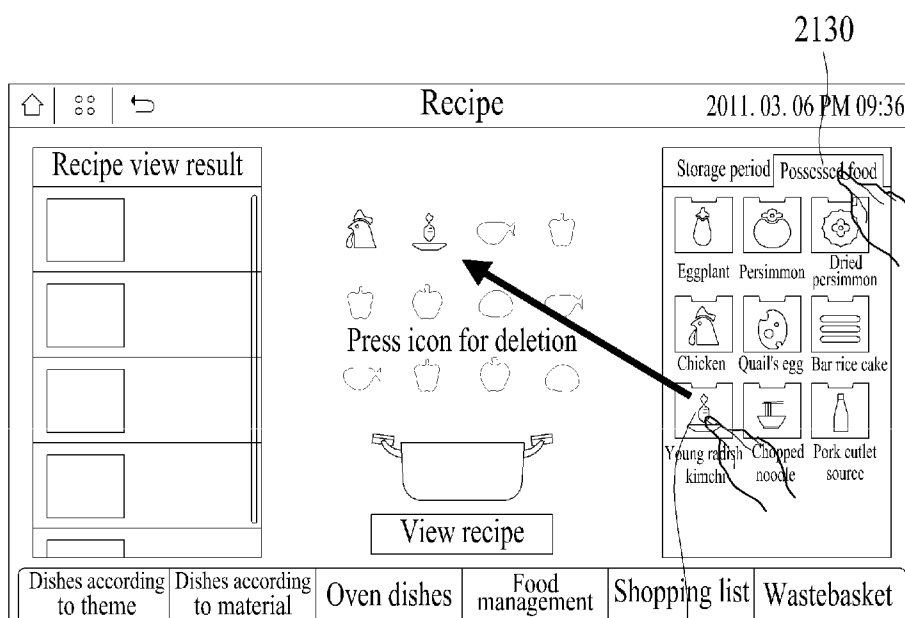 2130
Recipe
2011. 03. 06 PM 09:36
Recipe view result
Storage period
Possessed food
Eggplant
Persimmon
Dried
persimmon
Chicken
Quail's egg
Bar rice cake
Press icon for deletion
Young radish
kimchi
Chopped
noodle
Pork cutlet
source
View recipe
Dishes according
to theme
Dishes according
to material
Oven dishes
Food
management
Shopping list
Wastebasket